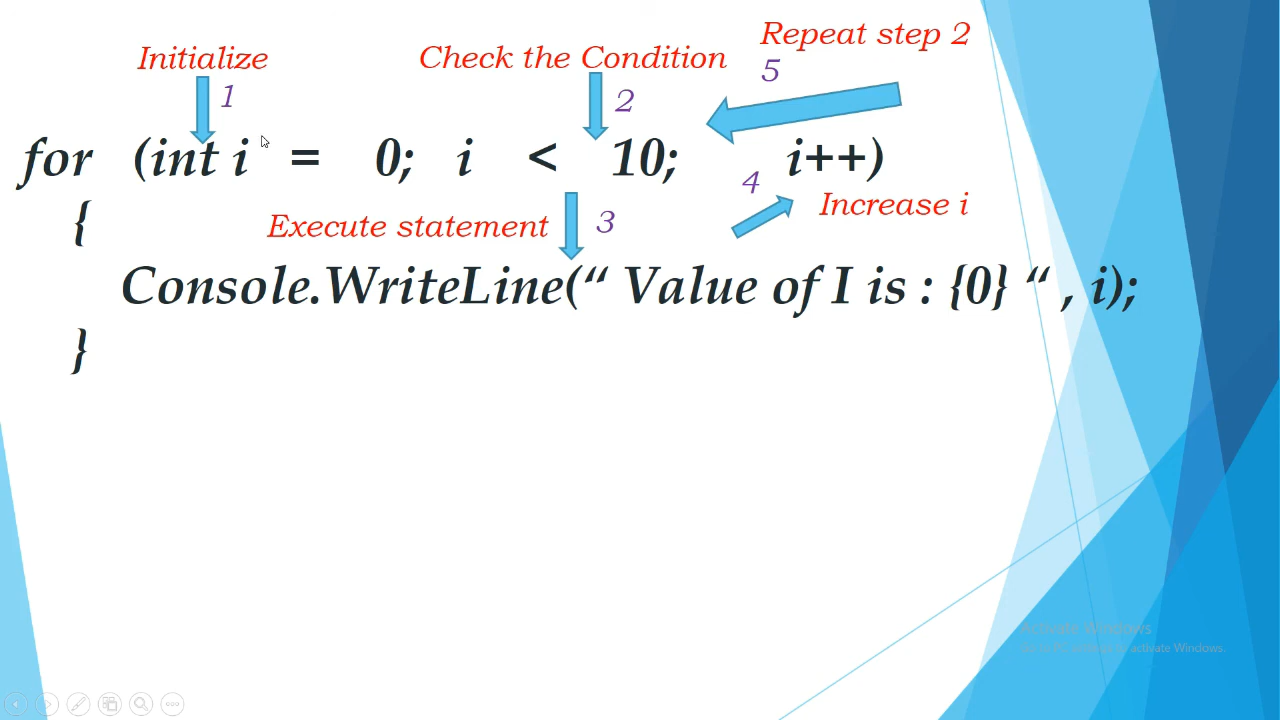 Repeat step 2
Initialize
Check the Condition
5
1
2
for (int i = 0; i < 10; i++)
4
Increase i
{
Execute statement
3
Console.WriteLine(“ Value of I is : {0} “ , i);
}
Activate Windows
Go to PC settings to activate Windows.